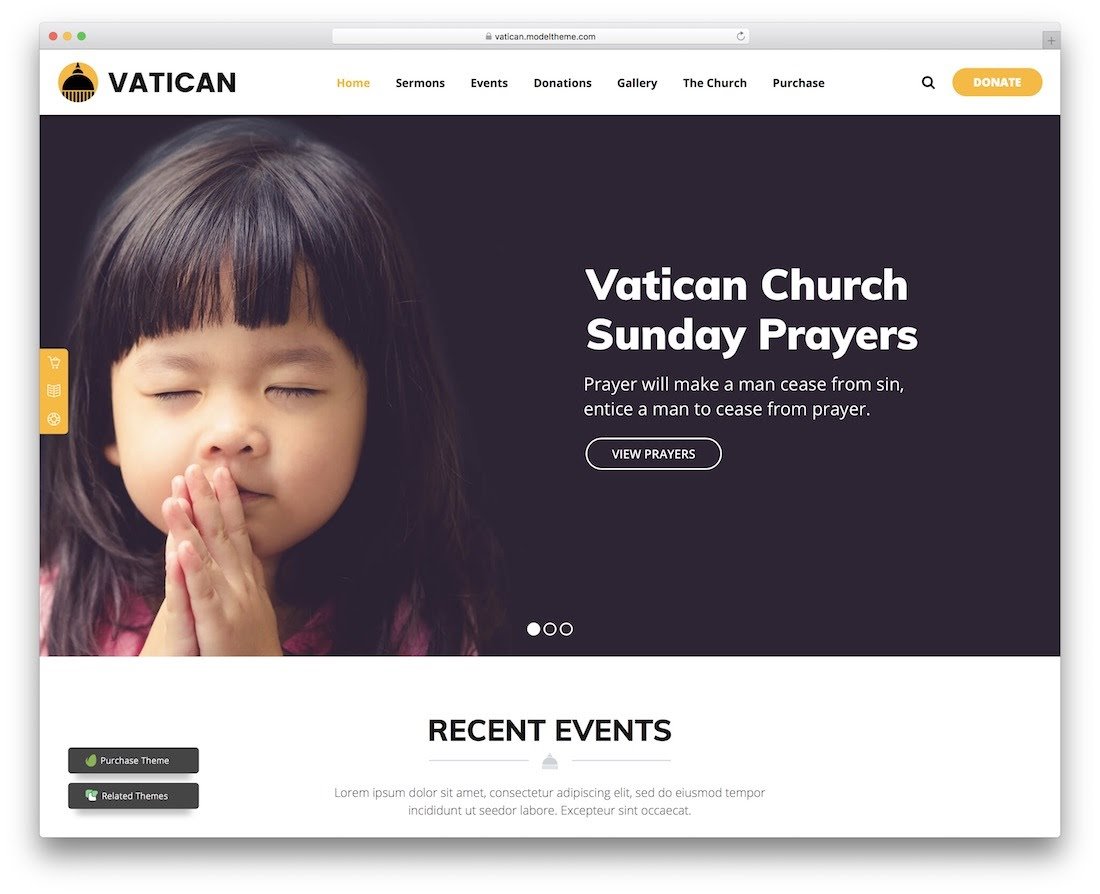 vatican.modeltheme.com
VATICAN
Home
Sermons
Events
Donations
Gallery
The Church
Purchase
DONATE
Vatican Church
Sunday Prayers
Prayer will make a man cease from sin,
entice a man to cease from prayer.
VIEW PRAYERS
RECENT EVENTS
Purchase Theme
Related Themes
Lorem ipsum dolor sit amet, consectetur adipiscing elit, sed do eiusmod tempor
incididunt ut seedor labore. Excepteur sint occaecat.